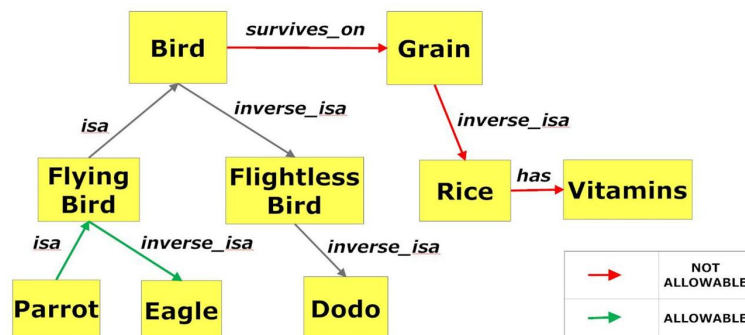 survives_on
Bird
Grain
isa
inverse_isa
inverse_isa
Flying
Bird
Flightless
Bird
Rice
has
Vitamins
isa
inverse_isa
inverse_isa
Parrot
Eagle
Dodo
NOT
ALLOWABLE
ALLOWABLE